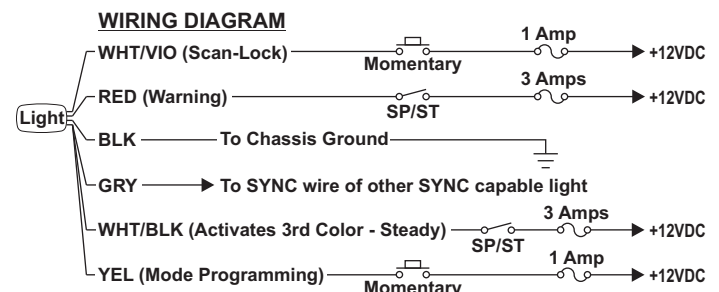 WIRING DIAGRAM
WHT/VIO (Scan-Lock) Momentary 1 Amp +12VDC
RED (Warning) SP/ST 3 Amps +12VDC
Light
BLK To Chassis Ground
GRY To SYNC wire of other SYNC capable light
WHT/BLK (Activates 3rd Color - Steady) SP/ST 3 Amps +12VDC
YEL (Mode Programming) Momentary 1 Amp +12VDC